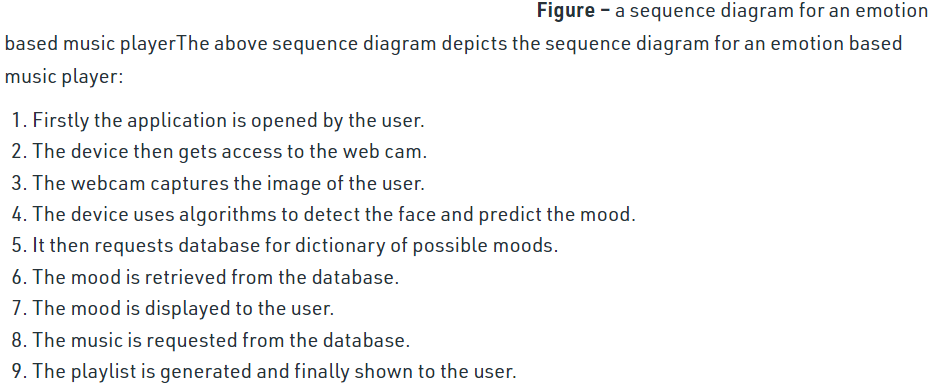 Figure – a sequence diagram for an emotion
based music playerThe above sequence diagram depicts the sequence diagram for an emotion based
music player:
1. Firstly the application is opened by the user.
2. The device then gets access to the web cam.
3. The webcam captures the image of the user.
4. The device uses algorithms to detect the face and predict the mood.
5. It then requests database for dictionary of possible moods.
6. The mood is retrieved from the database.
7. The mood is displayed to the user.
8. The music is requested from the database.
9. The playlist is generated and finally shown to the user.